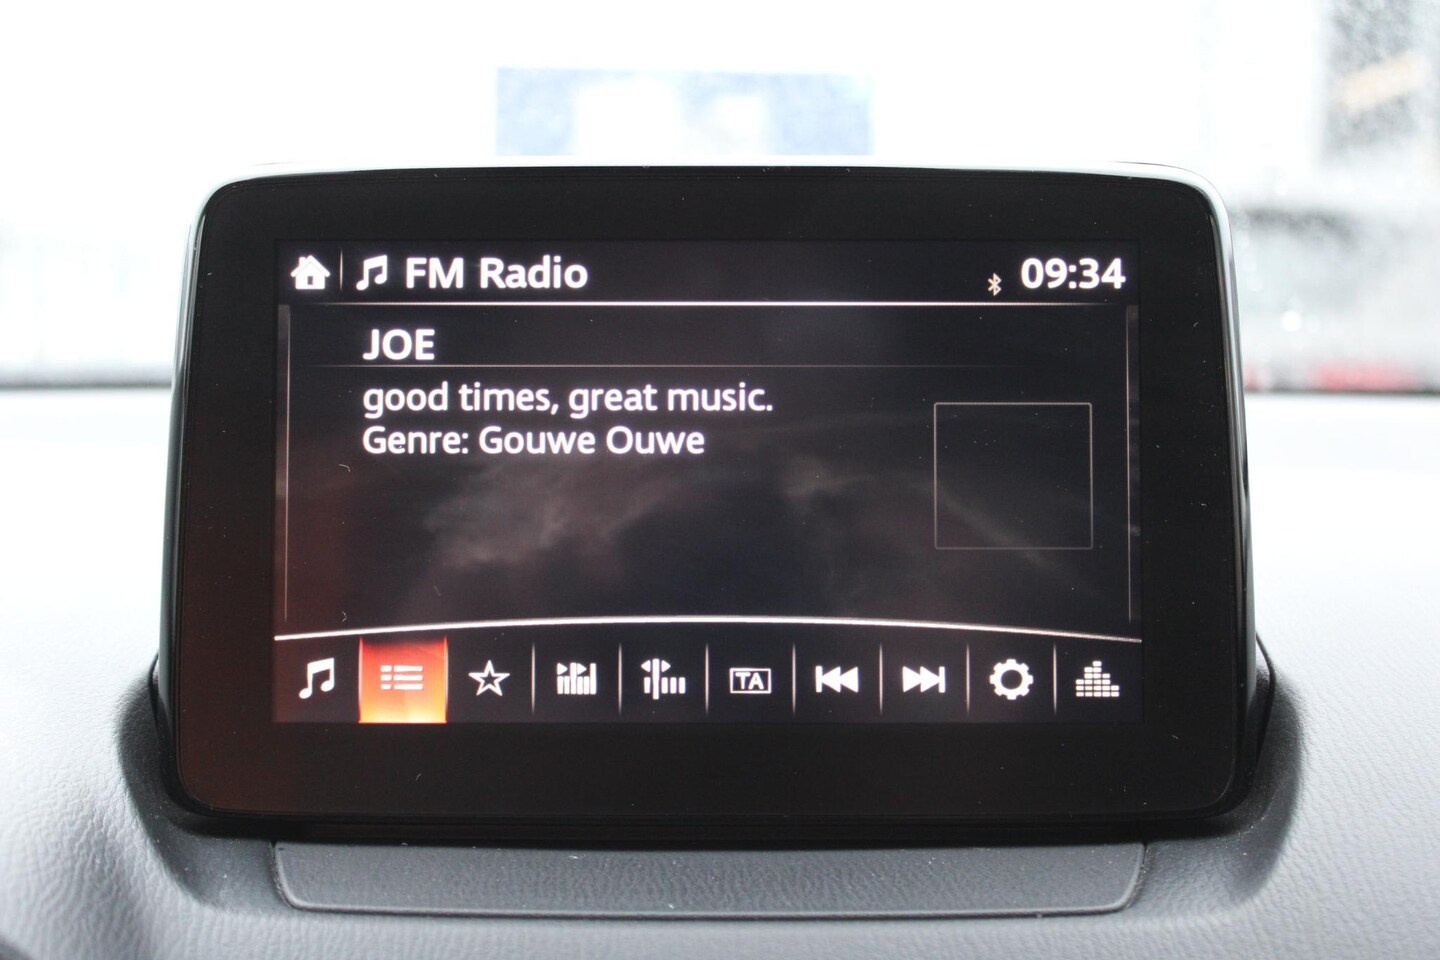 FM Radio 09:34
JOE
good times, great music.
Genre: Gouwe Ouwe
TA